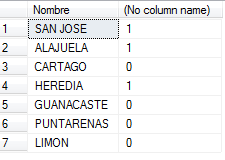 Nombre (No column name)
1 SAN JOSE 1
2 ALAJUELA 1
3 CARTAGO 0
4 HEREDIA 1
5 GUANACASTE 0
6 PUNTARENAS 0
7 LIMON 0